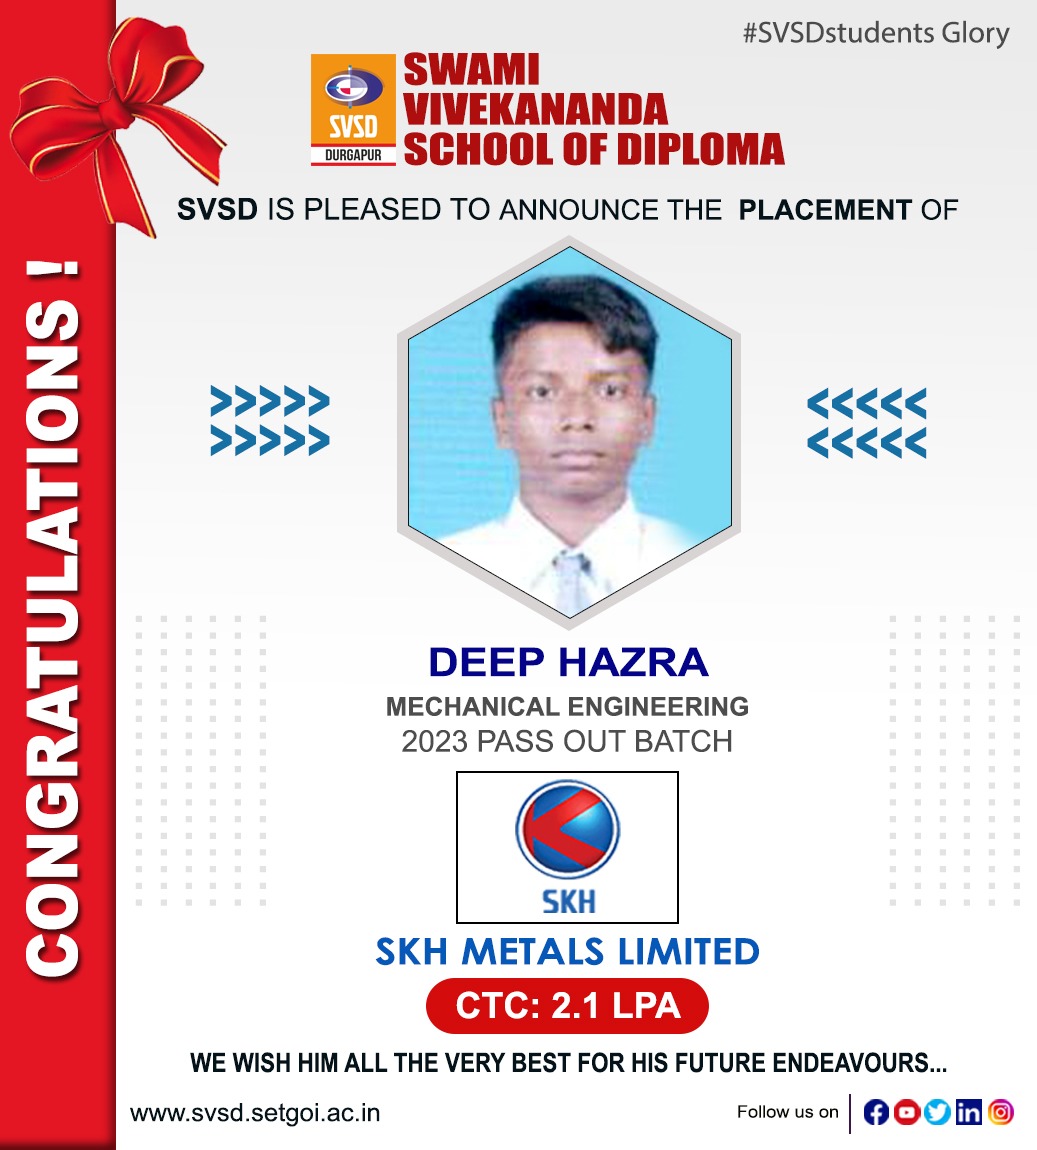 #SVSDstudents Glory
SWAMI
VIVEKANANDA
SCHOOL OF DIPLOMA
SVSD
DURGAPUR
SVSD IS PLEASED TO ANNOUNCE THE PLACEMENT OF
CONGRATULATIONS !
>>>>> <<<<<
>>>>> <<<<<
DEEP HAZRA
MECHANICAL ENGINEERING
2023 PASS OUT BATCH
SKH
SKH METALS LIMITED
CTC: 2.1 LPA
WE WISH HIM ALL THE VERY BEST FOR HIS FUTURE ENDEAVOURS...
www.svsd.setgoi.ac.in
Follow us on